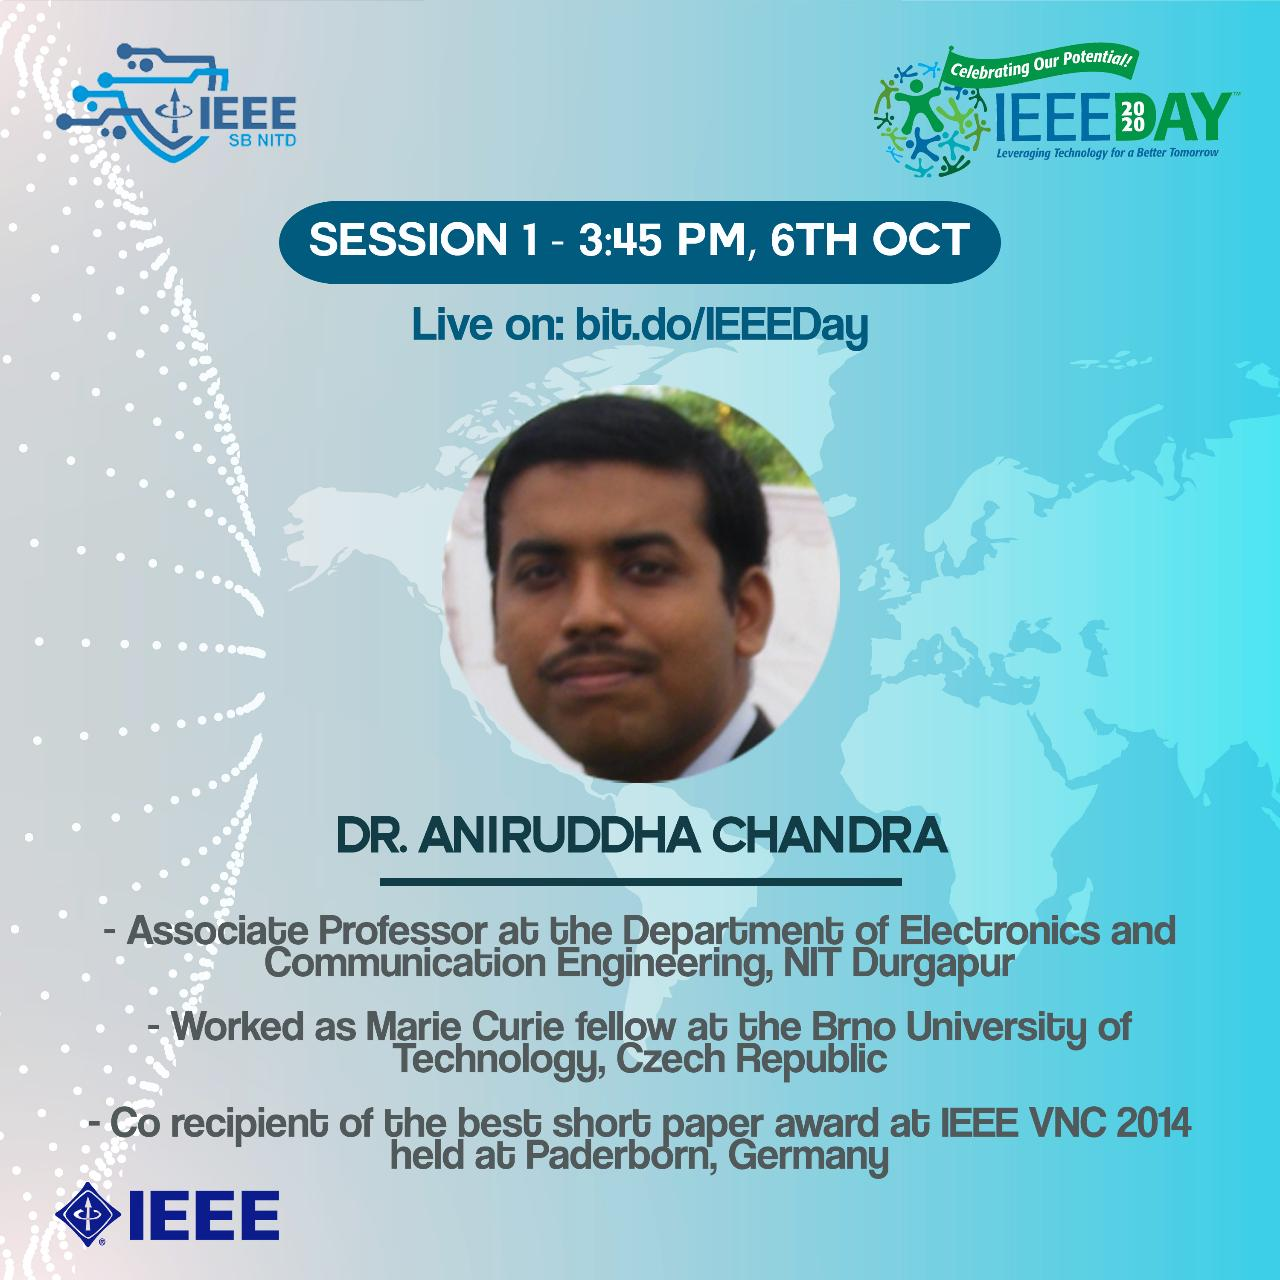 IEEE
SB NITD
Celebrating Our Potential!
IEEE DAY 2020 ™
Leveraging Technology for a Better Tomorrow
SESSION 1 - 3:45 PM, 6TH OCT
Live on: bit.do/IEEEDay
DR. ANIRUDDHA CHANDRA
- Associate Professor at the Department of Electronics and
Communication Engineering, NIT Durgapur
- Worked as Marie Curie fellow at the Brno University of
Technology, Czech Republic
- Co recipient of the best short paper award at IEEE VNC 2014
held at Paderborn, Germany
IEEE
®